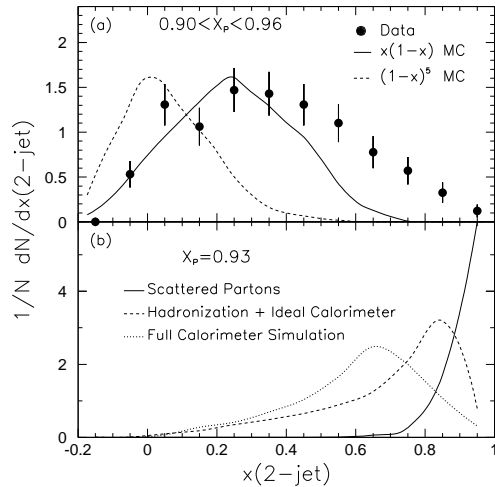 (a)
0.90<X_P<0.96
Data
x(1-x) MC
(1-x)^5 MC
2
1.5
1
0.5
0
1/N dN/dx(2-jet)
(b)
X_P=0.93
Scattered Partons
Hadronization + Ideal Calorimeter
Full Calorimeter Simulation
4
2
0
-0.2 0 0.2 0.4 0.6 0.8 1
x(2-jet)